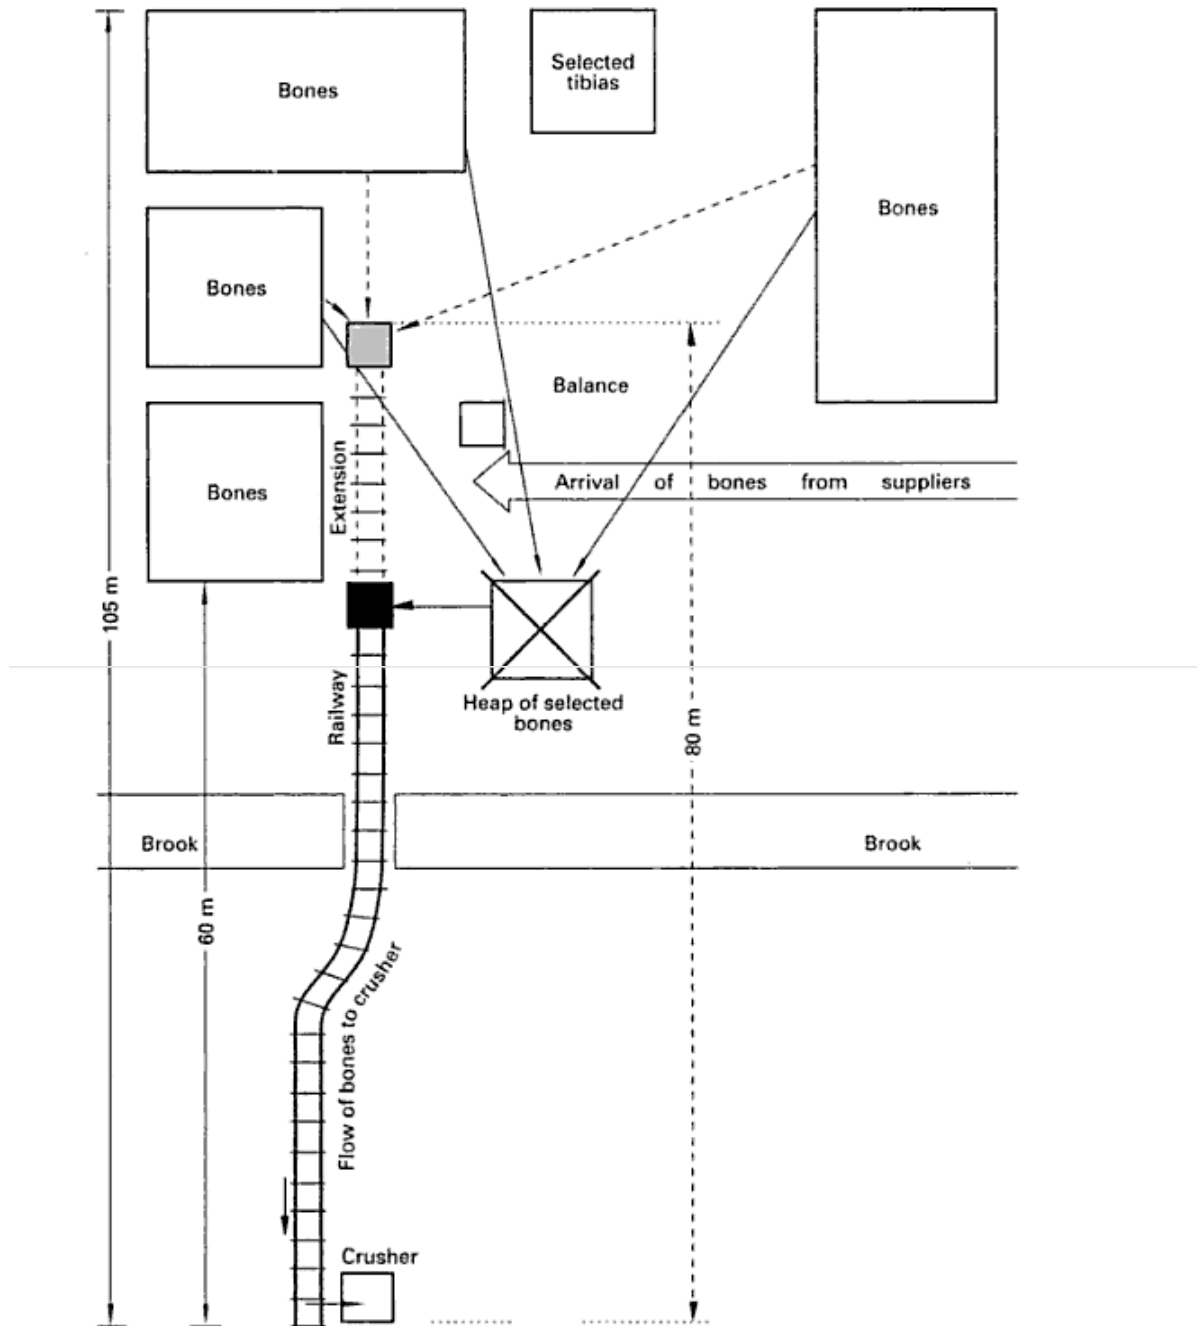 Bones
Selected
tibias
Bones
Bones
Balance
Arrival of bones from suppliers
Bones
Extension
105 m
Railway
Heap of selected
bones
80 m
Brook
Brook
60 m
Flow of bones to crusher
Crusher